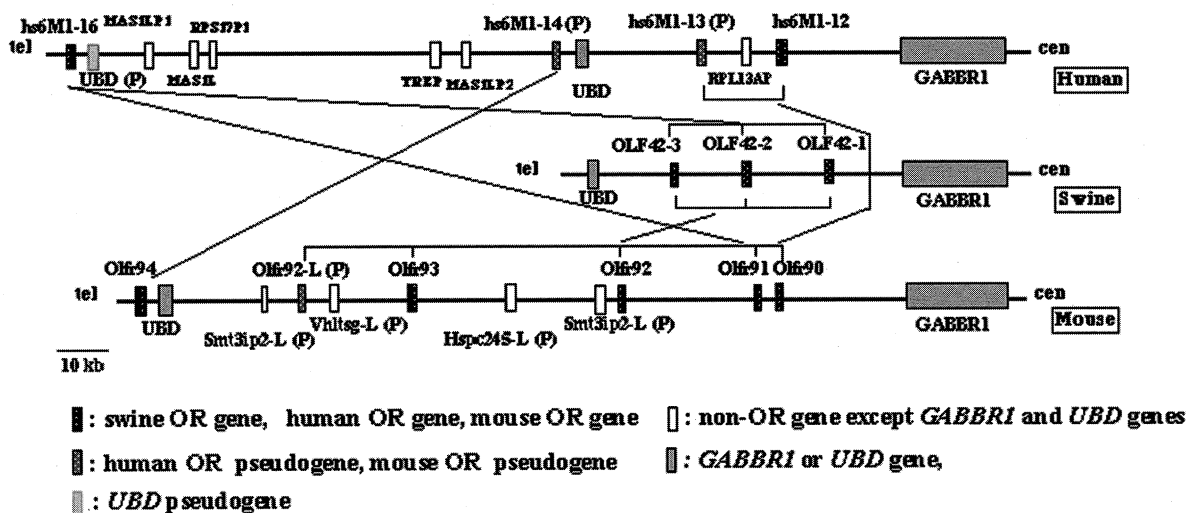 hs6M1-16 MAS1LP1 RPS17P1 hs6M1-14 (P) hs6M1-13 (P) hs6M1-12
tel cen
UBD (P) MAS1L TREP MAS1LP2 UBD RPL13AP GABBR1 Human
OLF42-3 OLF42-2 OLF42-1
tel cen
UBD GABBR1 Swine
Olfr94 Olfr92-L (P) Olfr93 Olfr92 Olfr91 Olfr90
tel cen
UBD Smt3ip2-L (P) Vhltsg-L (P) Hspc245-L (P) Smt3ip2-L (P) GABBR1 Mouse
10 kb
: swine OR gene, human OR gene, mouse OR gene
: non-OR gene except GABBR1 and UBD genes
: human OR pseudogene, mouse OR pseudogene
: GABBR1 or UBD gene,
: UBD pseudogene